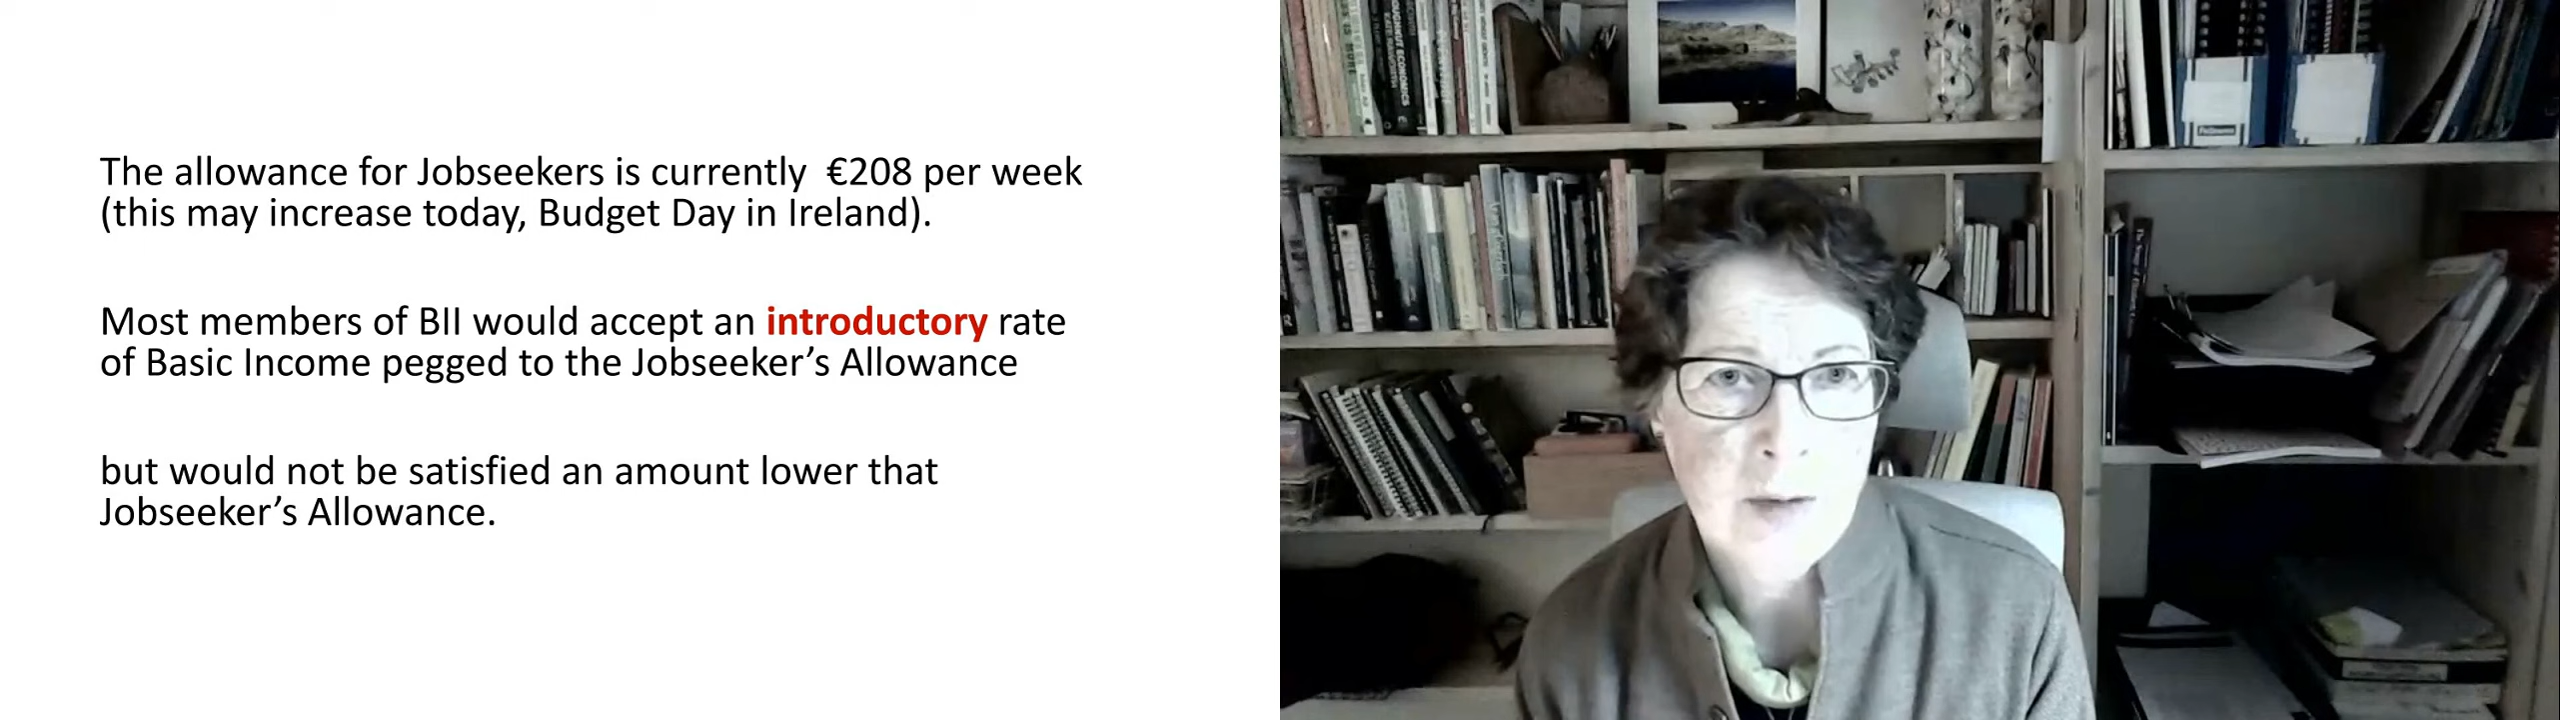 The allowance for Jobseekers is currently €208 per week
(this may increase today, Budget Day in Ireland).
Most members of BII would accept an introductory rate
of Basic Income pegged to the Jobseeker's Allowance
but would not be satisfied an amount lower that
Jobseeker's Allowance.